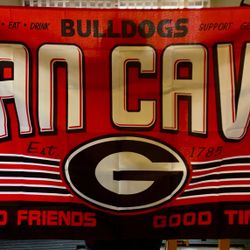 • EAT • DRINK BULLDOGS SUPPORT
AN CAV
Est. 1785
G
D FRIENDS GOOD TI